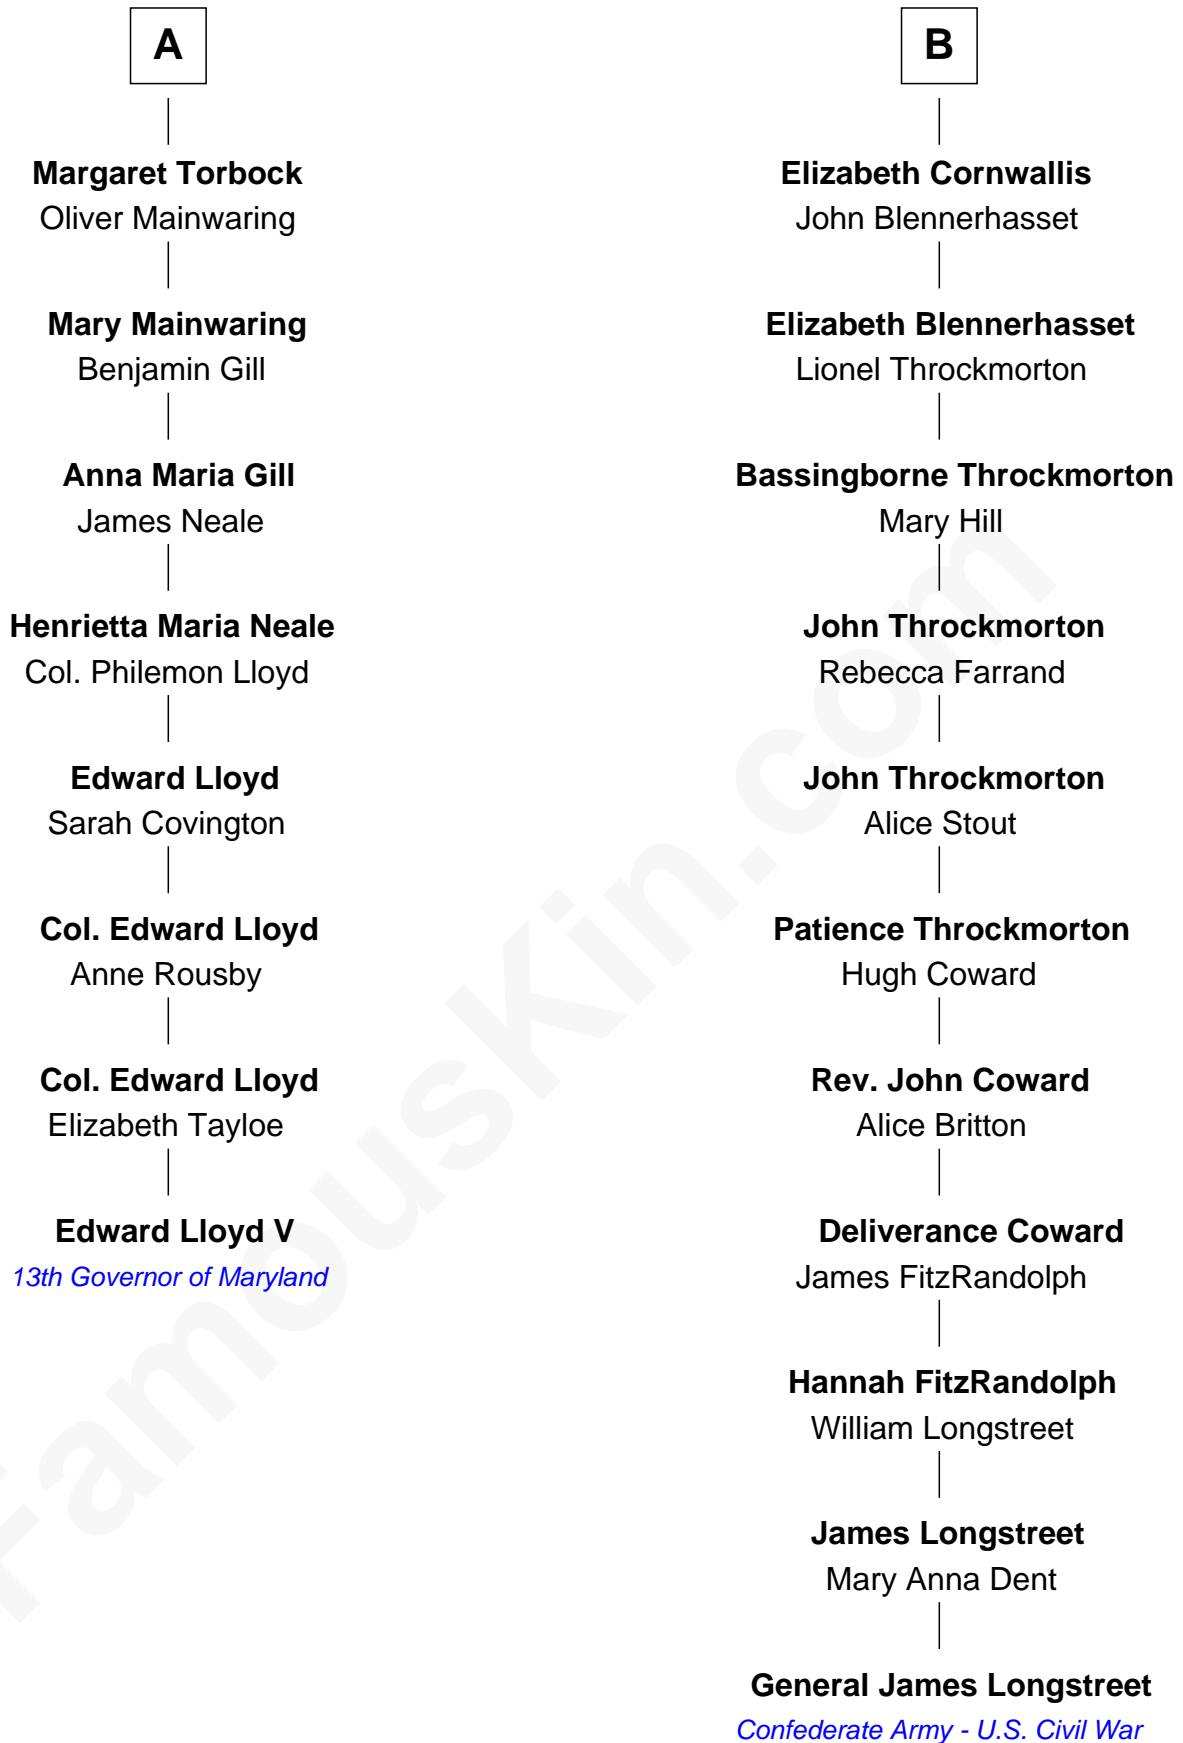 A
Margaret Torbock
Oliver Mainwaring
Mary Mainwaring
Benjamin Gill
Anna Maria Gill
James Neale
Henrietta Maria Neale
Col. Philemon Lloyd
Edward Lloyd
Sarah Covington
Col. Edward Lloyd
Anne Rousby
Col. Edward Lloyd
Elizabeth Tayloe
Edward Lloyd V
13th Governor of Maryland
B
Elizabeth Cornwallis
John Blennerhasset
Elizabeth Blennerhasset
Lionel Throckmorton
Bassingborne Throckmorton
Mary Hill
John Throckmorton
Rebecca Farrand
John Throckmorton
Alice Stout
Patience Throckmorton
Hugh Coward
Rev. John Coward
Alice Britton
Deliverance Coward
James FitzRandolph
Hannah FitzRandolph
William Longstreet
James Longstreet
Mary Anna Dent
General James Longstreet
Confederate Army - U.S. Civil War
FamousKin.com